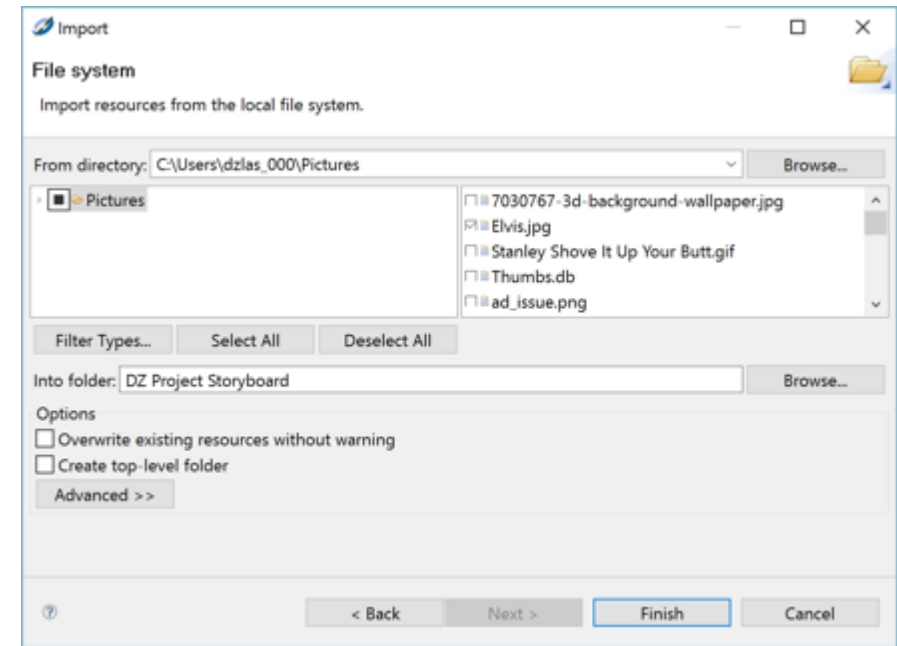 Import
File system
Import resources from the local file system.
From directory: C:\Users\dzlas_000\Pictures Browse...
Pictures
7030767-3d-background-wallpaper.jpg
Elvis.jpg
Stanley Shove It Up Your Butt.gif
Thumbs.db
ad_issue.png
Filter Types... Select All Deselect All
Into folder: DZ Project Storyboard Browse...
Options
Overwrite existing resources without warning
Create top-level folder
Advanced >>
? < Back Next > Finish Cancel